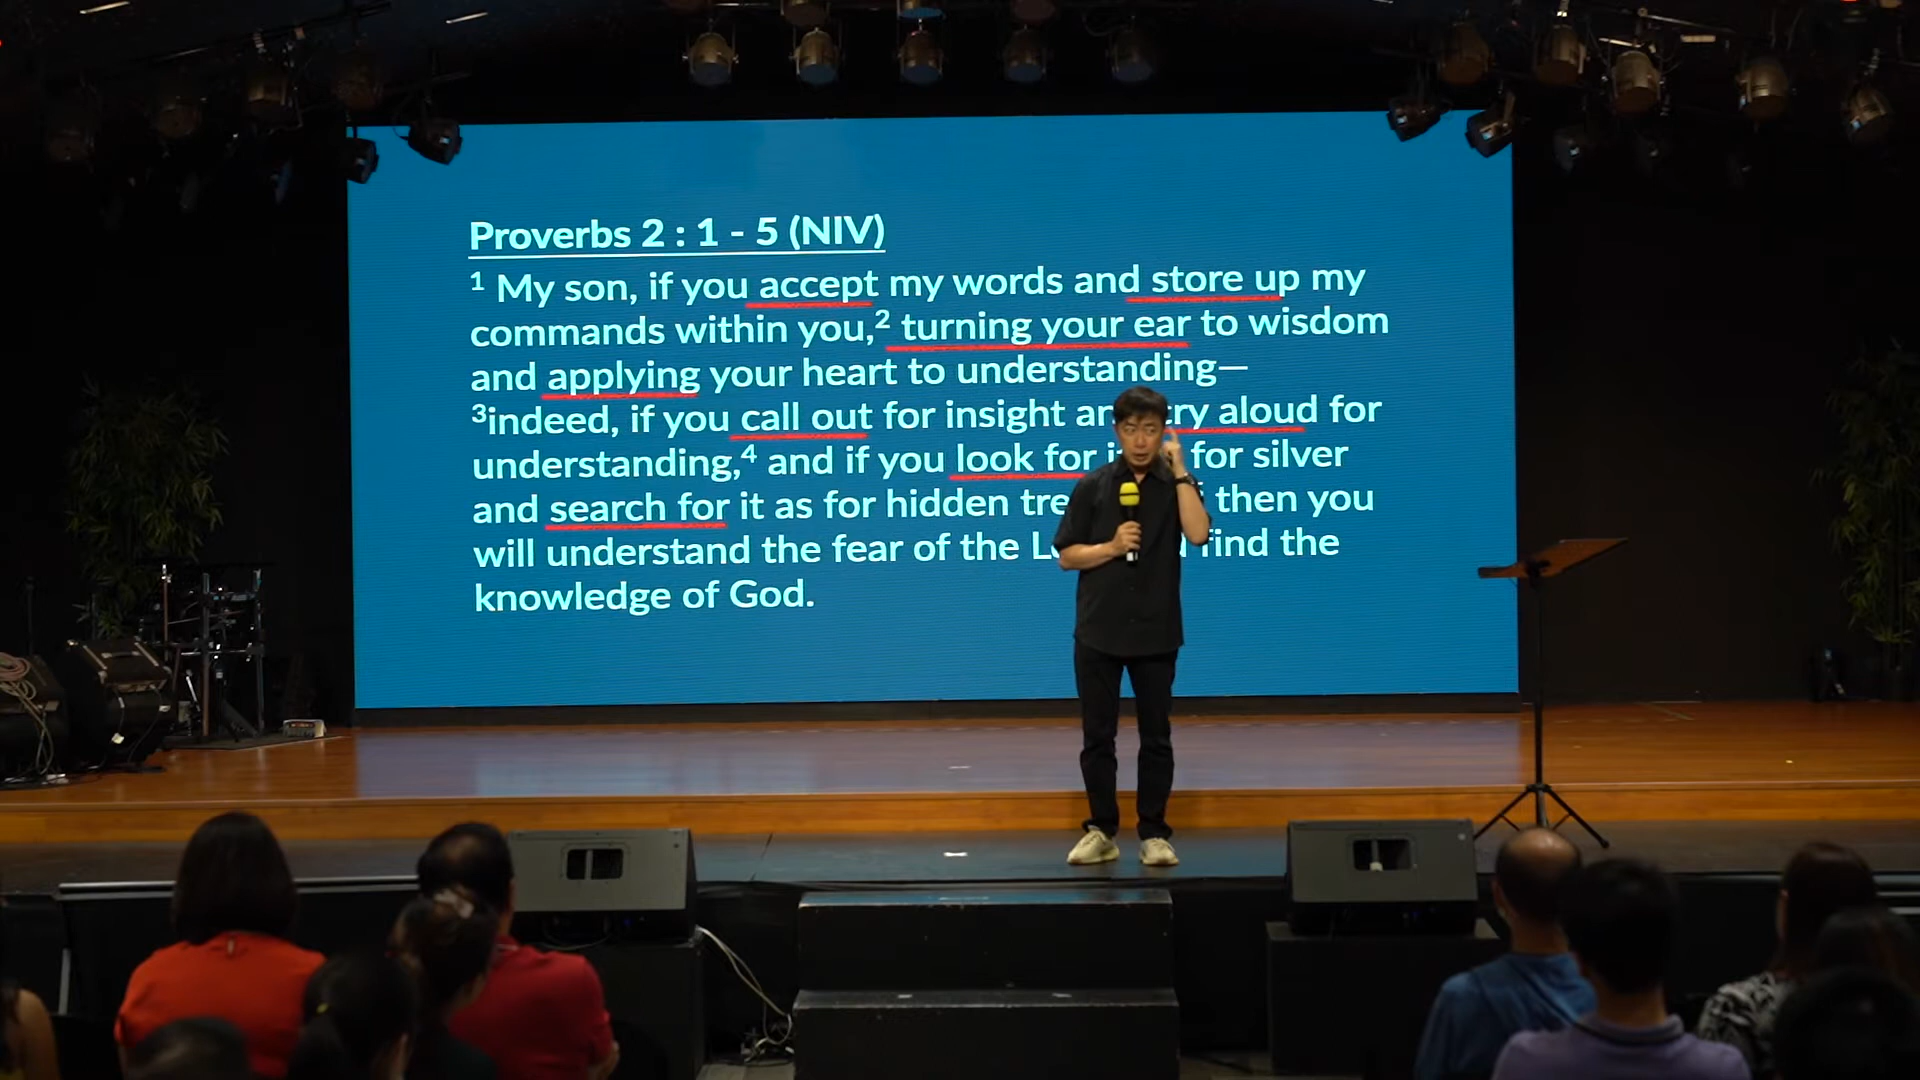 Proverbs 2 : 1 - 5 (NIV)
¹ My son, if you accept my words and store up my
commands within you,² turning your ear to wisdom
and applying your heart to understanding—
³indeed, if you call out for insight an cry aloud for
understanding,⁴ and if you look for for silver
and search for it as for hidden then you
will understand the fear of the find the
knowledge of God.